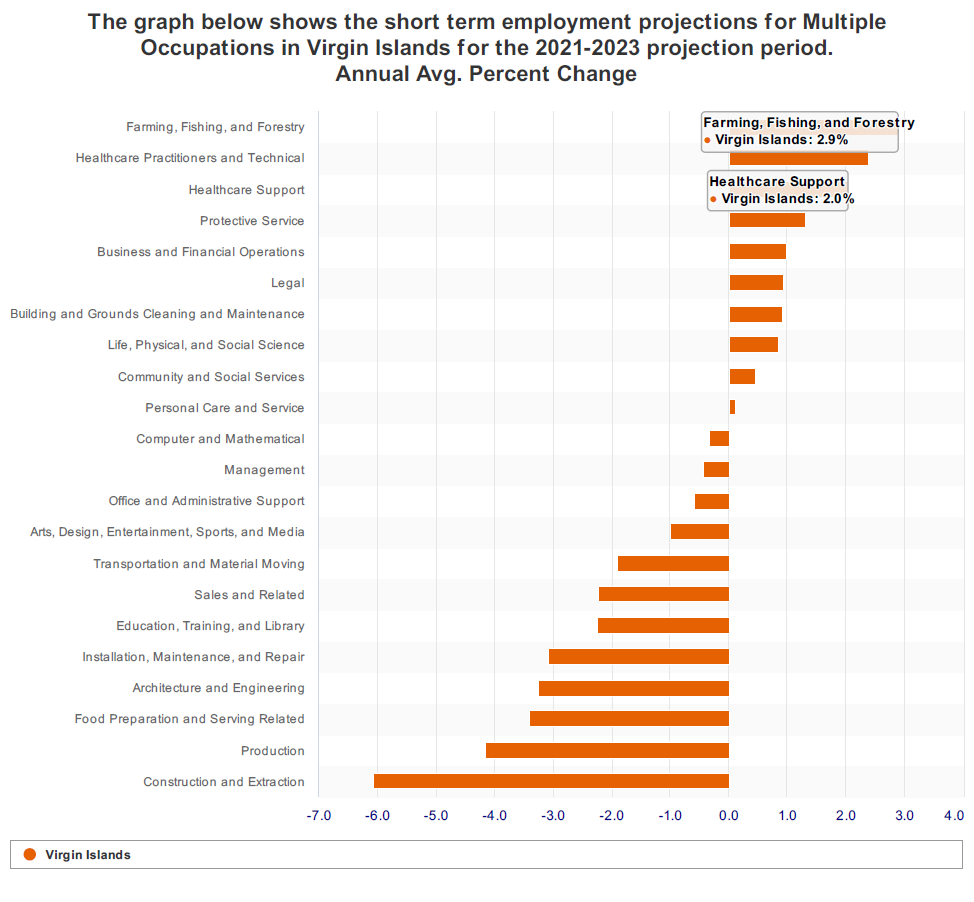 The graph below shows the short term employment projections for Multiple
Occupations in Virgin Islands for the 2021-2023 projection period.
Annual Avg. Percent Change
Farming, Fishing, and Forestry
Farming, Fishing, and Forestry
● Virgin Islands: 2.9%
Healthcare Practitioners and Technical
Healthcare Support
Healthcare Support
● Virgin Islands: 2.0%
Protective Service
Business and Financial Operations
Legal
Building and Grounds Cleaning and Maintenance
Life, Physical, and Social Science
Community and Social Services
Personal Care and Service
Computer and Mathematical
Management
Office and Administrative Support
Arts, Design, Entertainment, Sports, and Media
Transportation and Material Moving
Sales and Related
Education, Training, and Library
Installation, Maintenance, and Repair
Architecture and Engineering
Food Preparation and Serving Related
Production
Construction and Extraction
-7.0 -6.0 -5.0 -4.0 -3.0 -2.0 -1.0 0.0 1.0 2.0 3.0 4.0
Virgin Islands